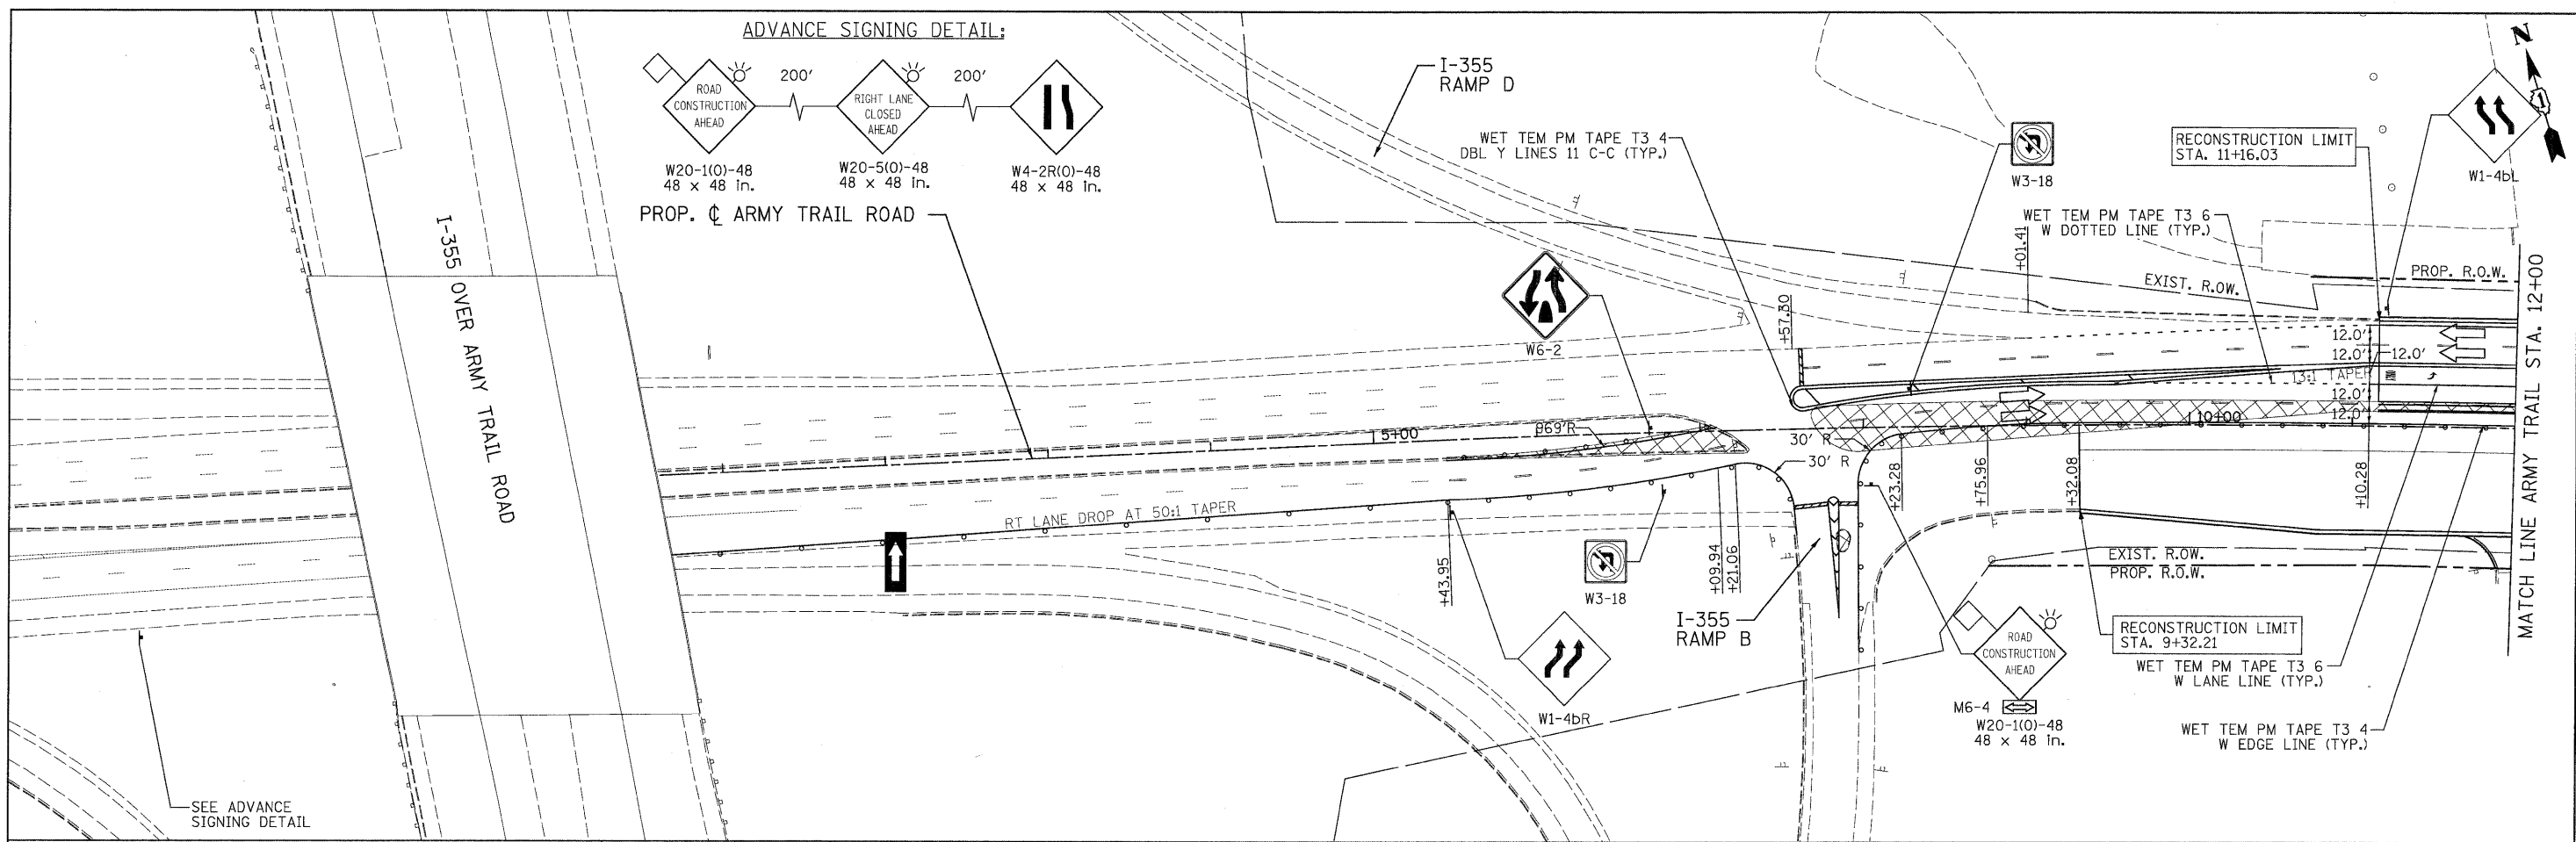 ADVANCE SIGNING DETAIL:
ROAD
CONSTRUCTION
AHEAD
200'
RIGHT LANE
CLOSED
AHEAD
200'
W20-1(O)-48
48 x 48 in.
W20-5(O)-48
48 x 48 in.
W4-2R(O)-48
48 x 48 in.
PROP. ℄ ARMY TRAIL ROAD
I-355 OVER ARMY TRAIL ROAD
I-355
RAMP D
WET TEM PM TAPE T3 4
DBL Y LINES 11 C-C (TYP.)
W3-18
RECONSTRUCTION LIMIT
STA. 11+16.03
N
1
W1-4bL
WET TEM PM TAPE T3 6
W DOTTED LINE (TYP.)
+01.41
EXIST. R.O.W.
PROP. R.O.W.
MATCH LINE ARMY TRAIL STA. 12+00
W6-2
+57.30
12.0'
12.0'
12.0'
13:1 TAPER
12.0'
12.0'
869'R
5+00
10+00
30' R
30' R
RT LANE DROP AT 50:1 TAPER
+43.95
+09.94
+21.06
+23.28
+75.96
+32.08
+10.28
W3-18
W1-4bR
I-355
RAMP B
EXIST. R.O.W.
PROP. R.O.W.
RECONSTRUCTION LIMIT
STA. 9+32.21
ROAD
CONSTRUCTION
AHEAD
M6-4
W20-1(O)-48
48 x 48 in.
WET TEM PM TAPE T3 6
W LANE LINE (TYP.)
WET TEM PM TAPE T3 4
W EDGE LINE (TYP.)
SEE ADVANCE
SIGNING DETAIL